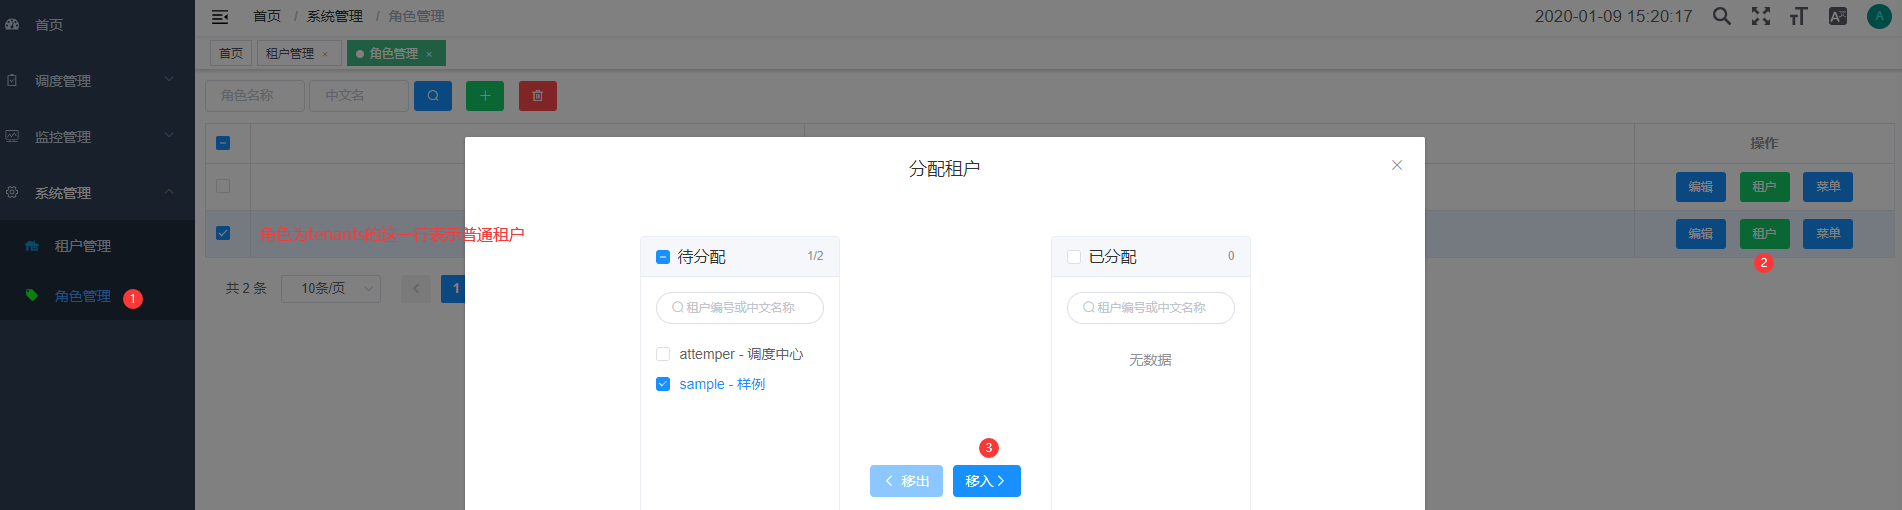 首页
调度管理
监控管理
系统管理
租户管理
角色管理 1
首页 / 系统管理 / 角色管理
2020-01-09 15:20:17
A
首页 租户管理 × 角色管理 ×
角色名称 中文名
操作
编辑 租户 菜单
角色为tenants的这一行表示普通租户
编辑 租户 菜单
2
共 2 条 10条/页 1
分配租户
待分配 1/2
租户编号或中文名称
attemper - 调度中心
sample - 样例
3
移出 移入
已分配 0
租户编号或中文名称
无数据